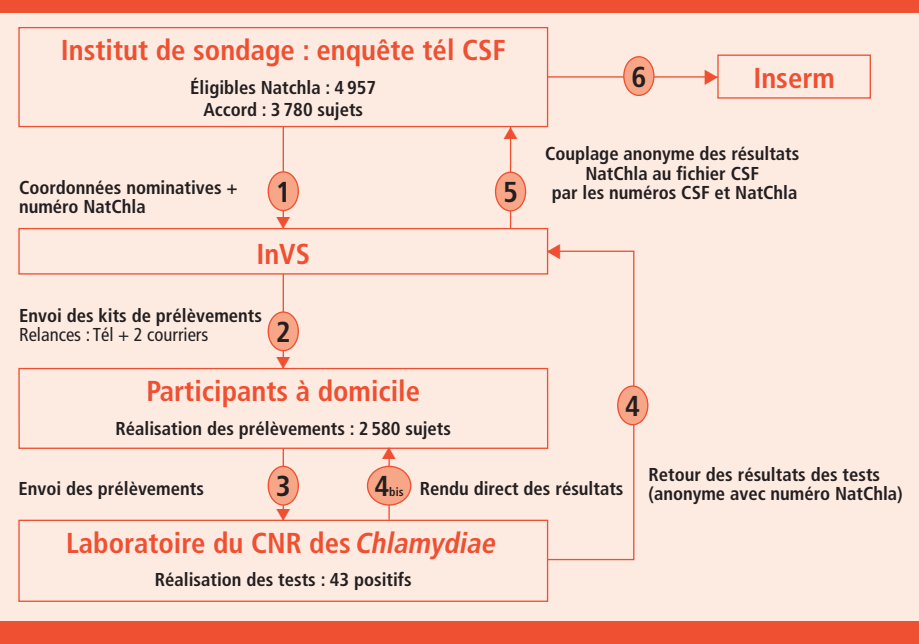 Institut de sondage : enquête tél CSF
Éligibles Natchla : 4 957
Accord : 3 780 sujets
6
Inserm
Coordonnées nominatives +
numéro NatChla
1
5
Couplage anonyme des résultats
NatChla au fichier CSF
par les numéros CSF et NatChla
InVS
Envoi des kits de prélèvements
Relances : Tél + 2 courriers
2
Participants à domicile
Réalisation des prélèvements : 2 580 sujets
4
Retour des résultats des tests
(anonyme avec numéro NatChla)
Envoi des prélèvements
3
4bis
Rendu direct des résultats
Laboratoire du CNR des Chlamydiae
Réalisation des tests : 43 positifs